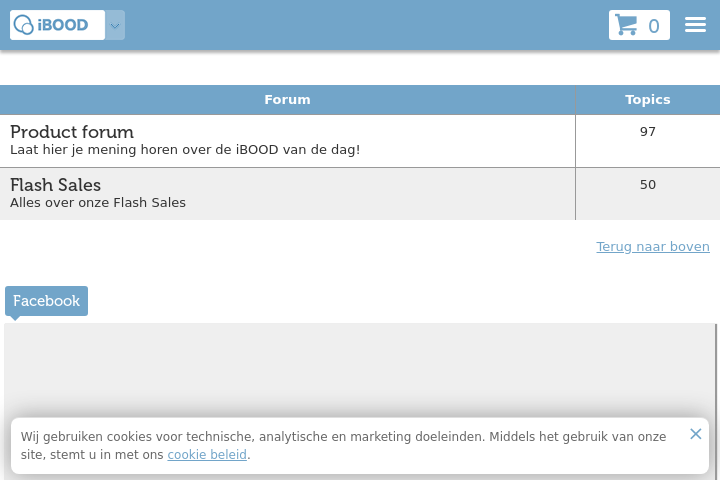 iBOOD
0
Forum Topics
Product forum 97
Laat hier je mening horen over de iBOOD van de dag!
Flash Sales 50
Alles over onze Flash Sales
Terug naar boven
Facebook
Wij gebruiken cookies voor technische, analytische en marketing doeleinden. Middels het gebruik van onze
site, stemt u in met ons cookie beleid.